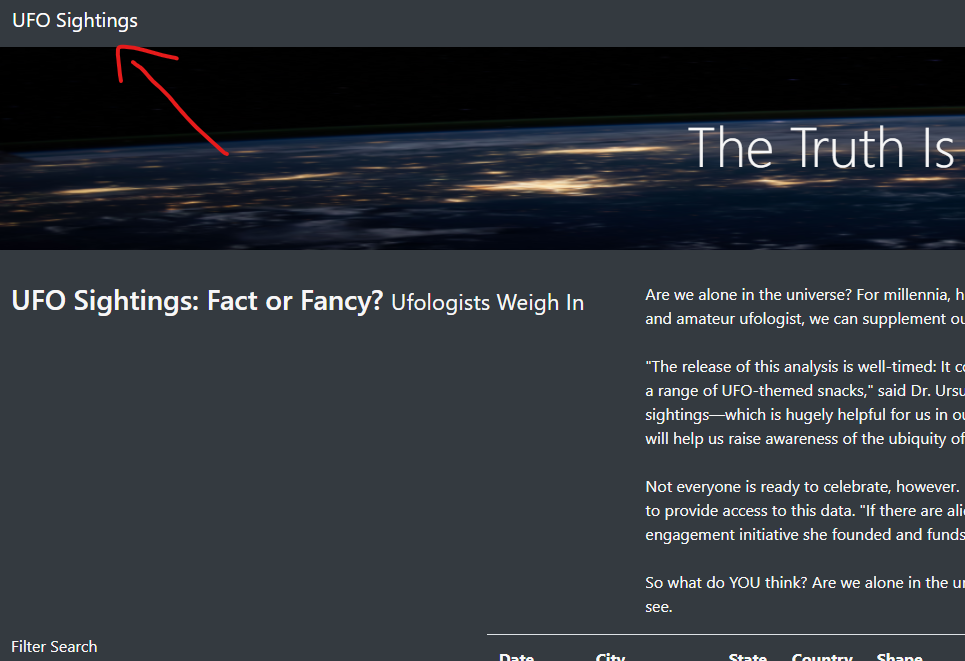 UFO Sightings
The Truth Is
UFO Sightings: Fact or Fancy? Ufologists Weigh In
Are we alone in the universe? For millennia, h
and amateur ufologist, we can supplement ou
"The release of this analysis is well-timed: It co
a range of UFO-themed snacks," said Dr. Ursu
sightings—which is hugely helpful for us in ou
will help us raise awareness of the ubiquity of
Not everyone is ready to celebrate, however.
to provide access to this data. "If there are alie
engagement initiative she founded and funds
So what do YOU think? Are we alone in the un
see.
Filter Search
Date City State Country Shape